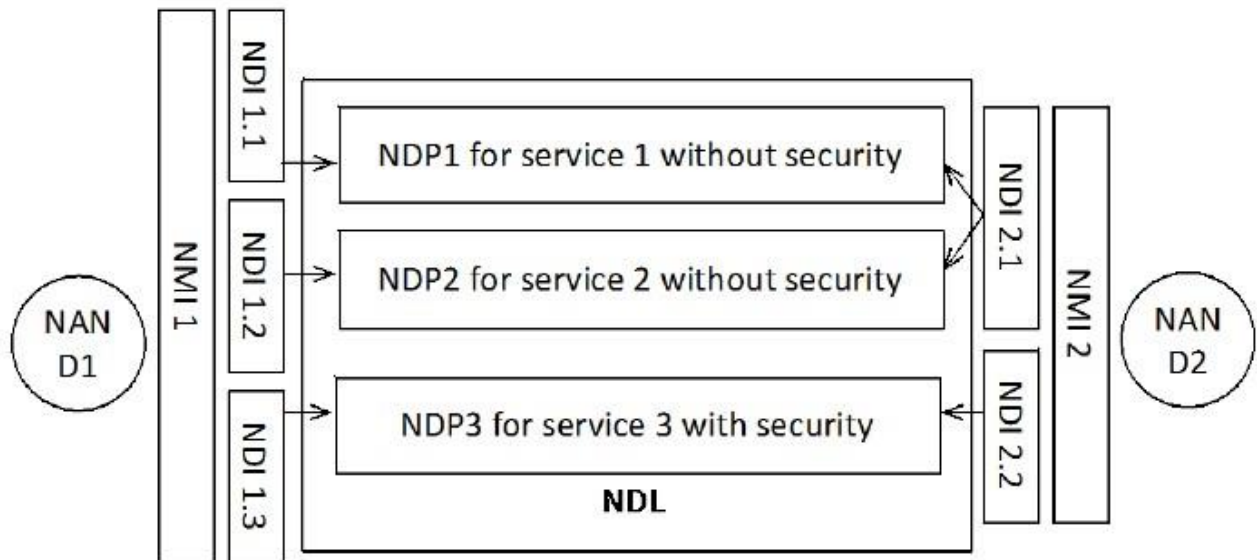 NAN
D1
NMI 1
NDI 1.1
NDI 1.2
NDI 1.3
NDP1 for service 1 without security
NDP2 for service 2 without security
NDP3 for service 3 with security
NDL
NDI 2.1
NDI 2.2
NMI 2
NAN
D2